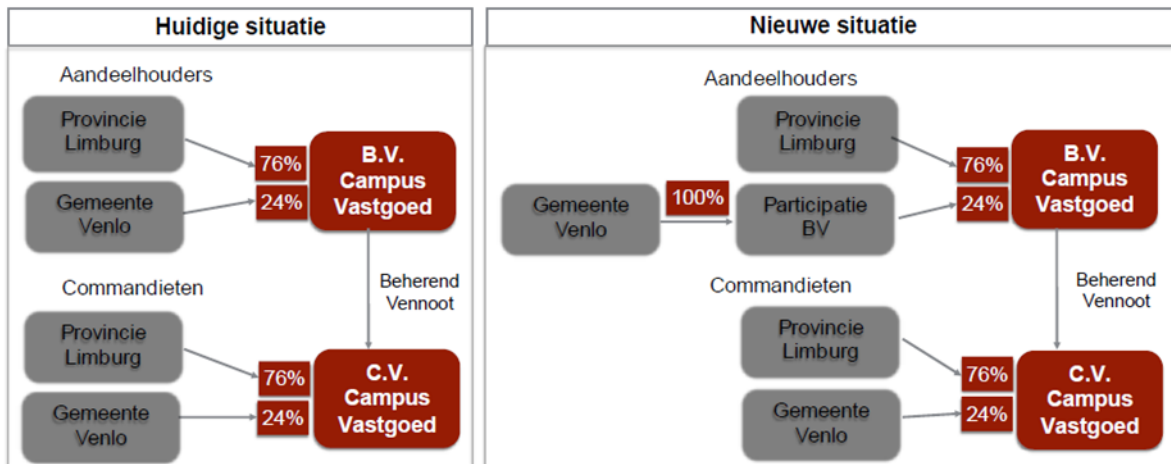 Huidige situatie
Aandeelhouders
Provincie
Limburg
76%
24%
Gemeente
Venlo
B.V.
Campus
Vastgoed
Beherend
Vennoot
Commandieten
Provincie
Limburg
76%
24%
Gemeente
Venlo
C.V.
Campus
Vastgoed
Nieuwe situatie
Aandeelhouders
Provincie
Limburg
Gemeente
Venlo
100%
Participatie
BV
76%
24%
B.V.
Campus
Vastgoed
Beherend
Vennoot
Commandieten
Provincie
Limburg
76%
24%
Gemeente
Venlo
C.V.
Campus
Vastgoed